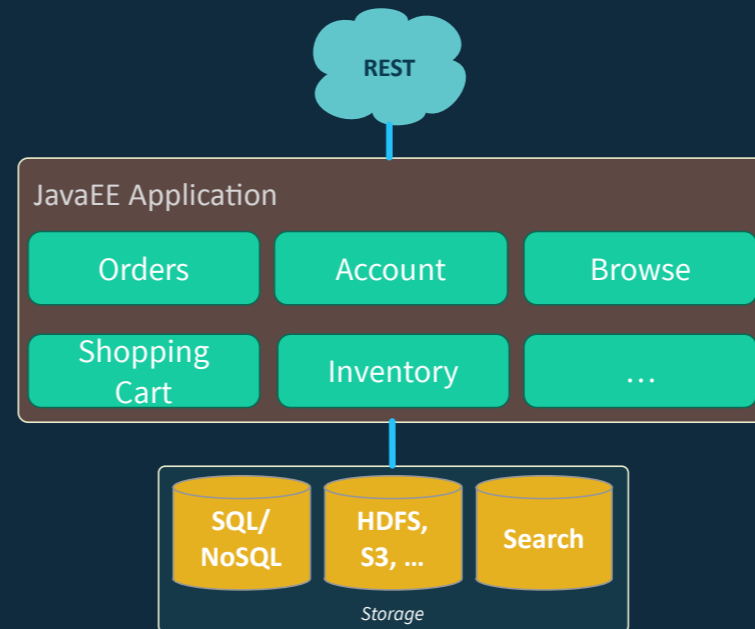 REST
JavaEE Application
Orders
Account
Browse
Shopping
Cart
Inventory
...
SQL/
NoSQL
HDFS,
S3, ...
Search
Storage